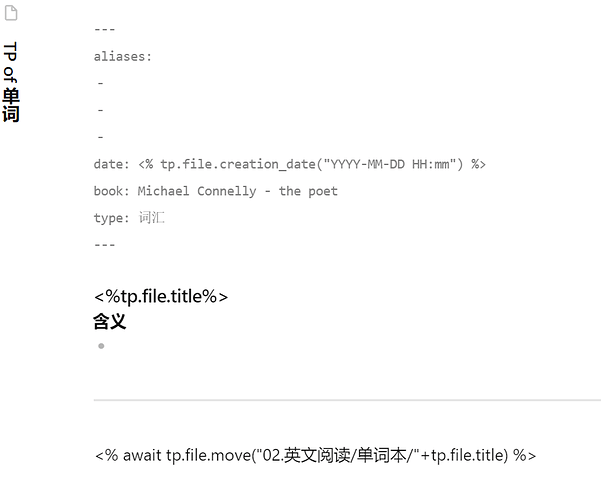 TP of 单词
---
aliases:
-
-
-
date: <% tp.file.creation_date("YYYY-MM-DD HH:mm") %>
book: Michael Connelly - the poet
type: 词汇
---
<%tp.file.title%>
含义
<% await tp.file.move("02.英文阅读/单词本/"+tp.file.title) %>